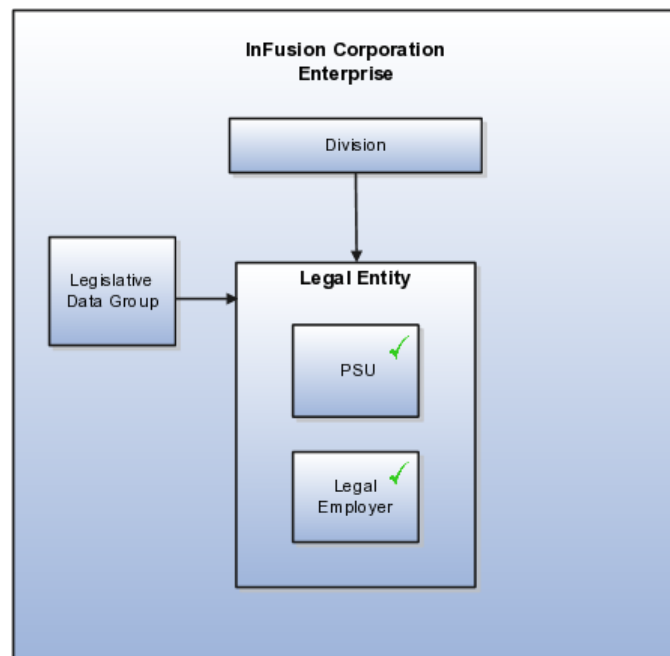 InFusion Corporation
Enterprise
Division
Legislative
Data Group
Legal Entity
PSU
Legal
Employer